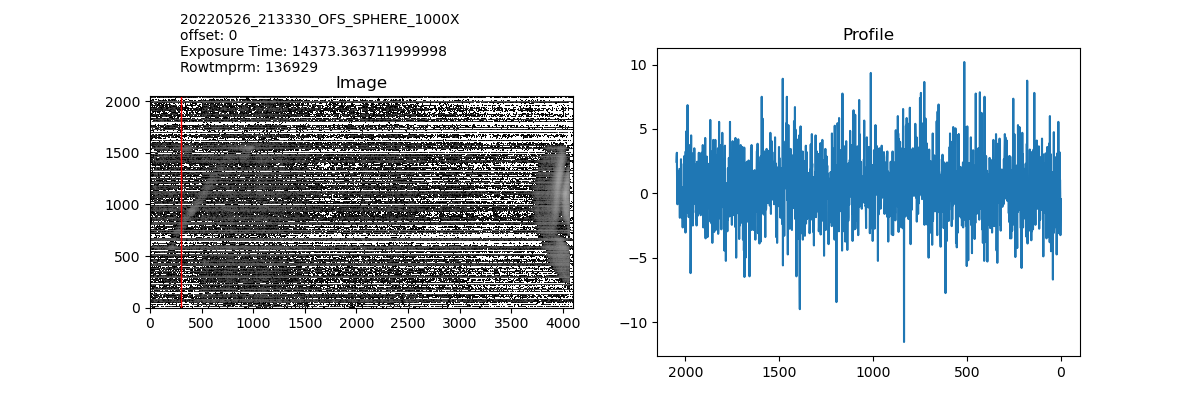 20220526_213330_OFS_SPHERE_1000X
offset: 0
Exposure Time: 14373.363711999998
Rowtmprm: 136929
Image
2000
1500
1000
500
0
0 500 1000 1500 2000 2500 3000 3500 4000
Profile
10
5
0
−5
−10
2000 1500 1000 500 0